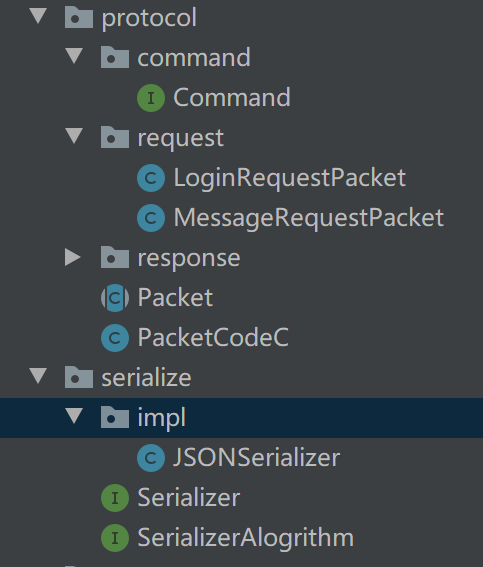 protocol
command
I Command
request
C LoginRequestPacket
C MessageRequestPacket
response
C Packet
C PacketCodeC
serialize
impl
C JSONSerializer
I Serializer
I SerializerAlogrithm